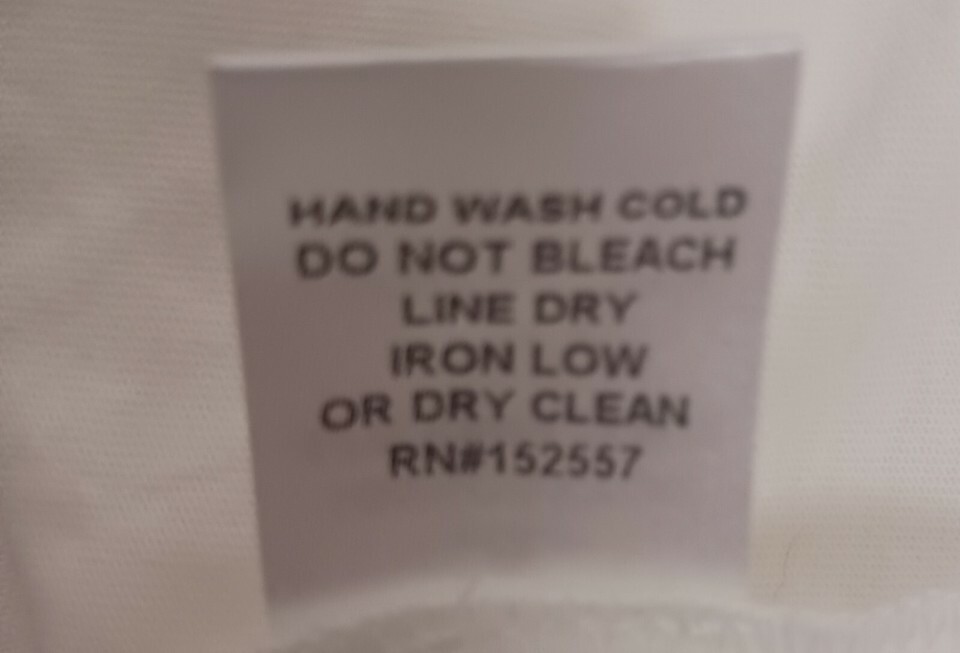 HAND WASH COLD
DO NOT BLEACH
LINE DRY
IRON LOW
OR DRY CLEAN
RN#152557